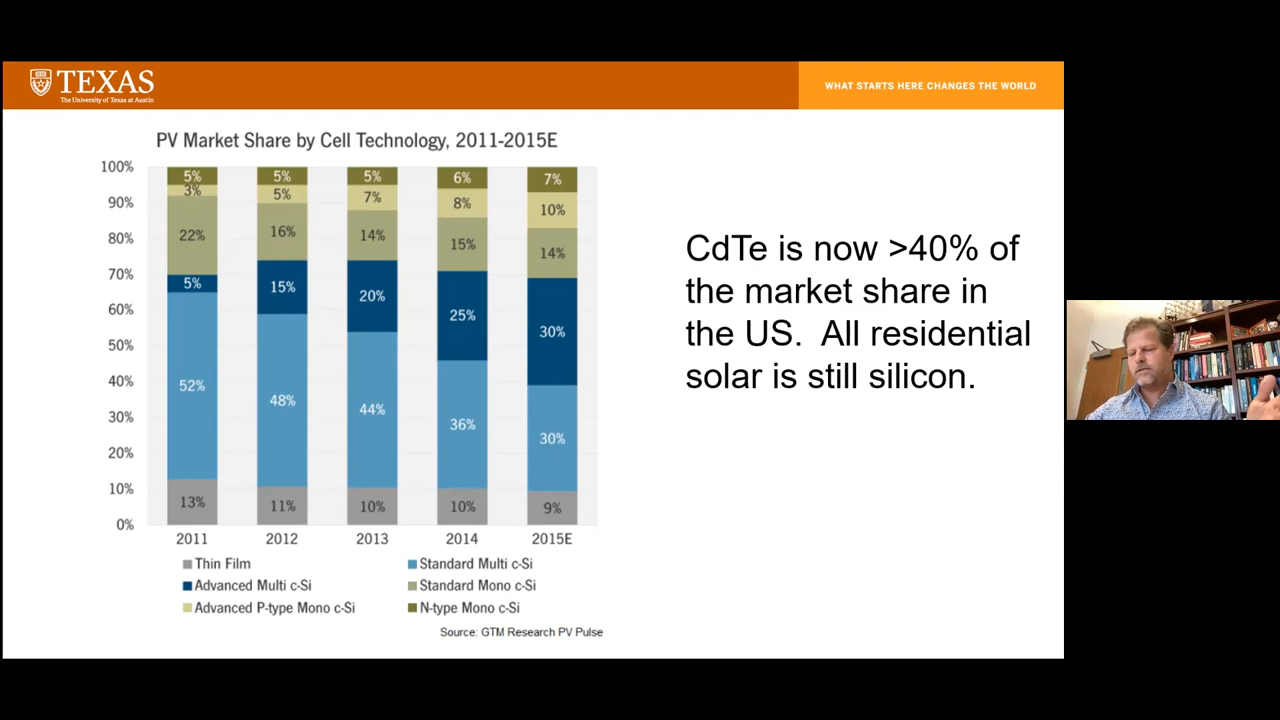 TEXAS
The University of Texas at Austin
WHAT STARTS HERE CHANGES THE WORLD
PV Market Share by Cell Technology, 2011-2015E
100%
90%
80%
70%
60%
50%
40%
30%
20%
10%
0%
5% 5% 5% 6% 7%
3% 5% 7% 8% 10%
22% 16% 14% 15% 14%
5% 15% 20% 25% 30%
52% 48% 44% 36% 30%
13% 11% 10% 10% 9%
2011 2012 2013 2014 2015E
Thin Film Standard Multi c-Si
Advanced Multi c-Si Standard Mono c-Si
Advanced P-type Mono c-Si N-type Mono c-Si
Source: GTM Research PV Pulse
CdTe is now >40% of
the market share in
the US. All residential
solar is still silicon.